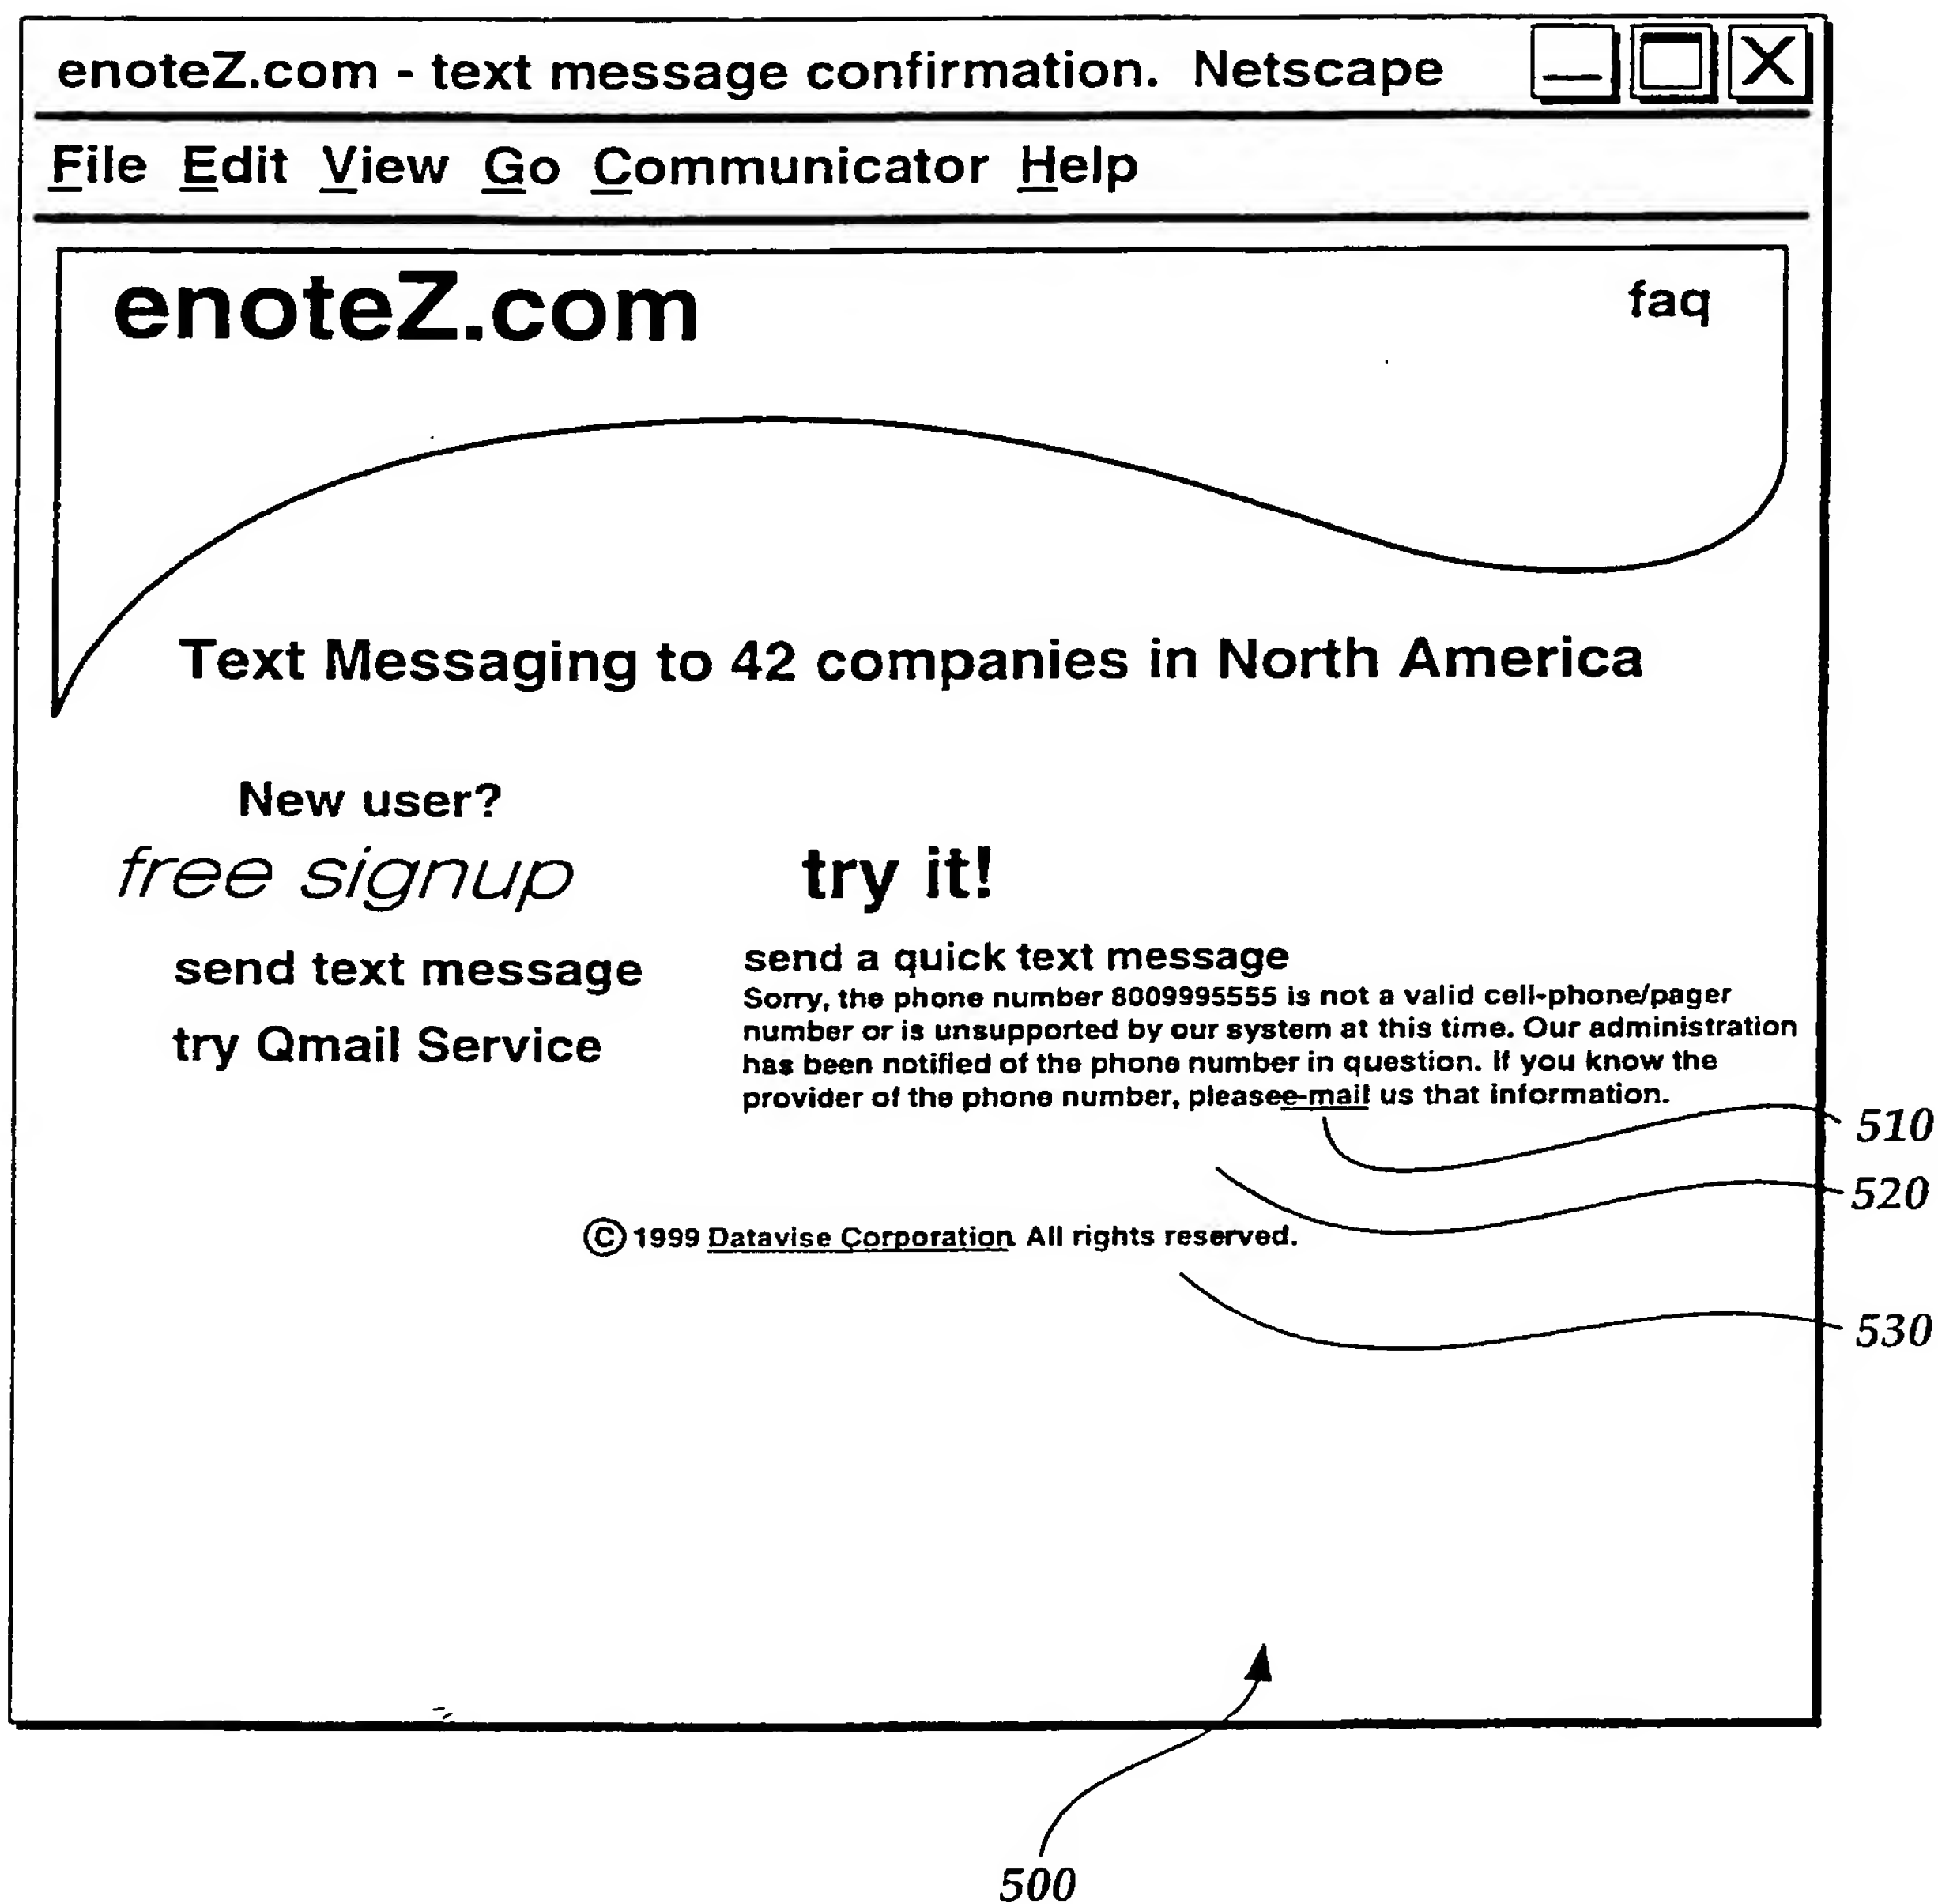 enoteZ.com - text message confirmation. Netscape
File Edit View Go Communicator Help
enoteZ.com
faq
Text Messaging to 42 companies in North America
New user?
free signup
try it!
send text message
try Qmail Service
send a quick text message
Sorry, the phone number 8009995555 is not a valid cell-phone/pager
number or is unsupported by our system at this time. Our administration
has been notified of the phone number in question. If you know the
provider of the phone number, pleasee-mail us that information.
510
520
© 1999 Datavise Corporation All rights reserved.
530
500